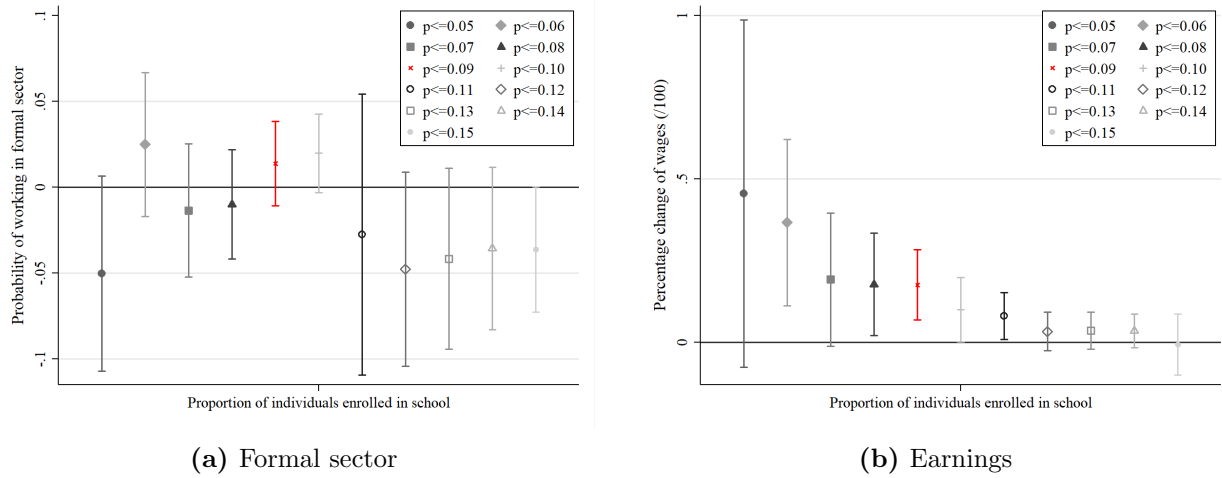 .1
.05
0
-.05
-.1
Probability of working in formal sector
p<=0.05 p<=0.06
p<=0.07 p<=0.08
p<=0.09 p<=0.10
p<=0.11 p<=0.12
p<=0.13 p<=0.14
p<=0.15
Proportion of individuals enrolled in school
(a) Formal sector
1
.5
0
Percentage change of wages (/100)
p<=0.05 p<=0.06
p<=0.07 p<=0.08
p<=0.09 p<=0.10
p<=0.11 p<=0.12
p<=0.13 p<=0.14
p<=0.15
Proportion of individuals enrolled in school
(b) Earnings